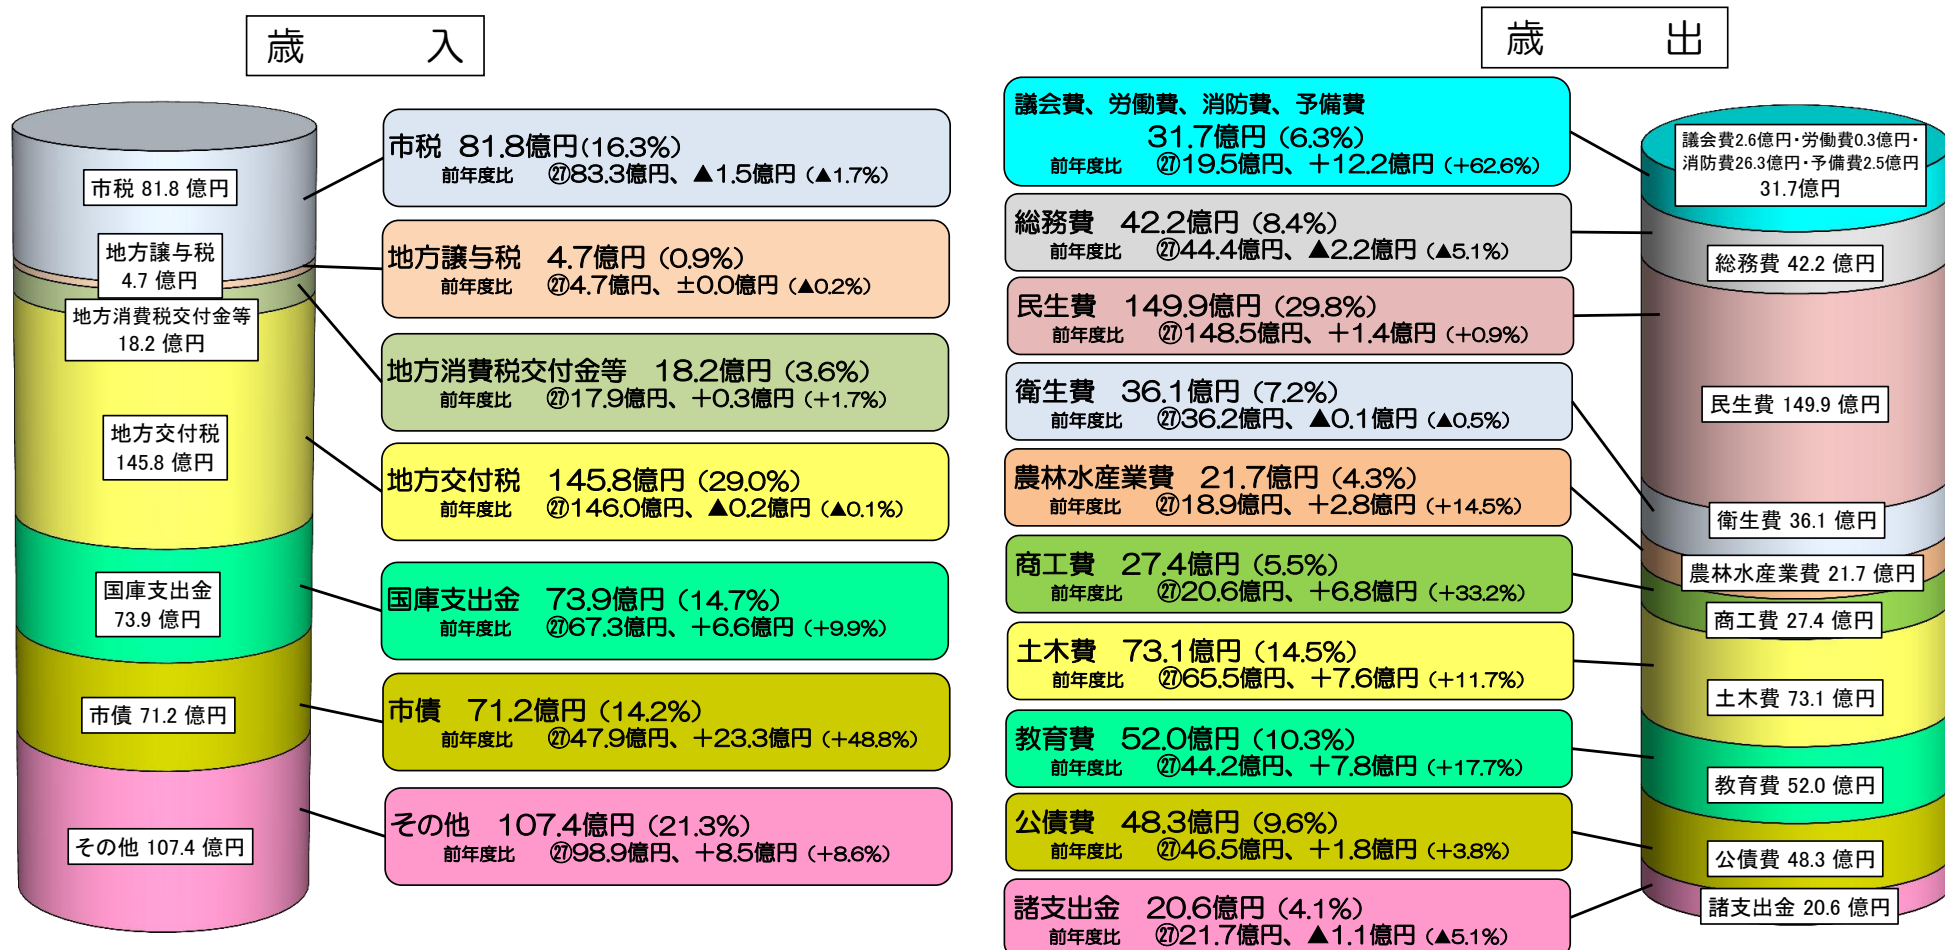 歳　入
市税 81.8 億円
地方譲与税
4.7 億円
地方消費税交付金等
18.2 億円
地方交付税
145.8 億円
国庫支出金
73.9 億円
市債 71.2 億円
その他 107.4 億円
市税 81.8億円(16.3%)
前年度比 ㉗83.3億円、▲1.5億円（▲1.7%）
地方譲与税 4.7億円（0.9%）
前年度比 ㉗4.7億円、±0.0億円（▲0.2%）
地方消費税交付金等 18.2億円（3.6%）
前年度比 ㉗17.9億円、＋0.3億円（+1.7%）
地方交付税 145.8億円（29.0%）
前年度比 ㉗146.0億円、▲0.2億円（▲0.1%）
国庫支出金 73.9億円（14.7%）
前年度比 ㉗67.3億円、＋6.6億円（+9.9%）
市債 71.2億円（14.2%）
前年度比 ㉗47.9億円、＋23.3億円（+48.8%）
その他 107.4億円（21.3%）
前年度比 ㉗98.9億円、＋8.5億円（+8.6%）
歳　出
議会費、労働費、消防費、予備費
31.7億円（6.3%）
前年度比 ㉗19.5億円、＋12.2億円（+62.6%）
総務費 42.2億円（8.4%）
前年度比 ㉗44.4億円、▲2.2億円（▲5.1%）
民生費 149.9億円（29.8%）
前年度比 ㉗148.5億円、＋1.4億円（+0.9%）
衛生費 36.1億円（7.2%）
前年度比 ㉗36.2億円、▲0.1億円（▲0.5%）
農林水産業費 21.7億円（4.3%）
前年度比 ㉗18.9億円、＋2.8億円（+14.5%）
商工費 27.4億円（5.5%）
前年度比 ㉗20.6億円、＋6.8億円（+33.2%）
土木費 73.1億円（14.5%）
前年度比 ㉗65.5億円、＋7.6億円（+11.7%）
教育費 52.0億円（10.3%）
前年度比 ㉗44.2億円、＋7.8億円（+17.7%）
公債費 48.3億円（9.6%）
前年度比 ㉗46.5億円、＋1.8億円（+3.8%）
諸支出金 20.6億円（4.1%）
前年度比 ㉗21.7億円、▲1.1億円（▲5.1%）
議会費2.6億円・労働費0.3億円・
消防費26.3億円・予備費2.5億円
31.7億円
総務費 42.2 億円
民生費 149.9 億円
衛生費 36.1 億円
農林水産業費 21.7 億円
商工費 27.4 億円
土木費 73.1 億円
教育費 52.0 億円
公債費 48.3 億円
諸支出金 20.6 億円